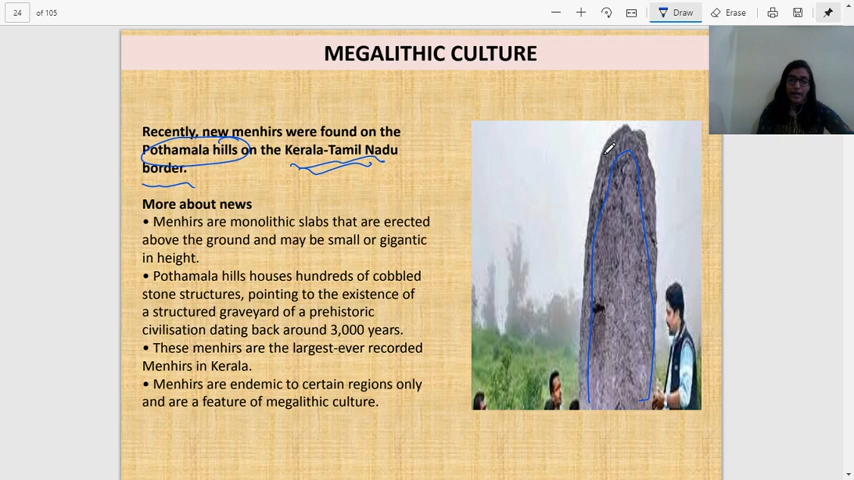 24 of 105
Draw
Erase
MEGALITHIC CULTURE
Recently, new menhirs were found on the
Pothamala hills on the Kerala-Tamil Nadu
border.
More about news
• Menhirs are monolithic slabs that are erected
above the ground and may be small or gigantic
in height.
• Pothamala hills houses hundreds of cobbled
stone structures, pointing to the existence of
a structured graveyard of a prehistoric
civilisation dating back around 3,000 years.
• These menhirs are the largest-ever recorded
Menhirs in Kerala.
• Menhirs are endemic to certain regions only
and are a feature of megalithic culture.